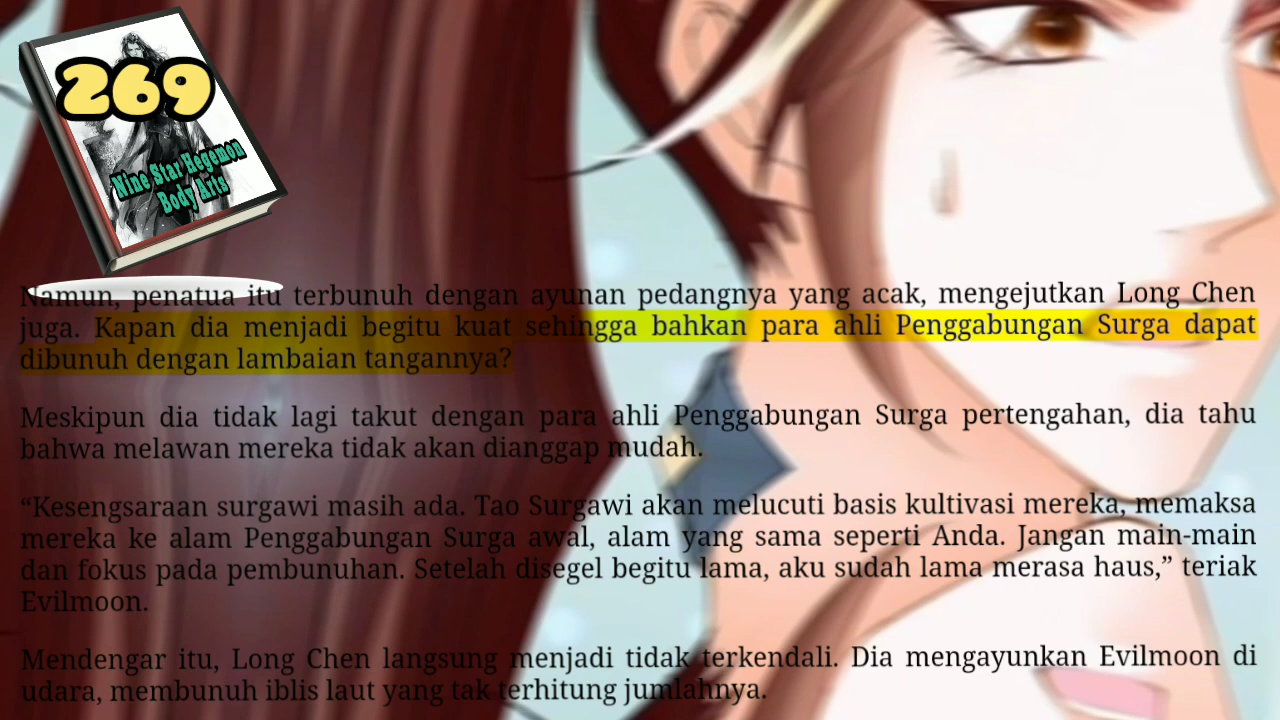 269
Nine Star Hegemon
Body Arts
Namun, penatua itu terbunuh dengan ayunan pedangnya yang acak, mengejutkan Long Chen
juga. Kapan dia menjadi begitu kuat sehingga bahkan para ahli Penggabungan Surga dapat
dibunuh dengan lambaian tangannya?
Meskipun dia tidak lagi takut dengan para ahli Penggabungan Surga pertengahan, dia tahu
bahwa melawan mereka tidak akan dianggap mudah.
“Kesengsaraan surgawi masih ada. Tao Surgawi akan melucuti basis kultivasi mereka, memaksa
mereka ke alam Penggabungan Surga awal, alam yang sama seperti Anda. Jangan main-main
dan fokus pada pembunuhan. Setelah disegel begitu lama, aku sudah lama merasa haus,” teriak
Evilmoon.
Mendengar itu, Long Chen langsung menjadi tidak terkendali. Dia mengayunkan Evilmoon di
udara, membunuh iblis laut yang tak terhitung jumlahnya.